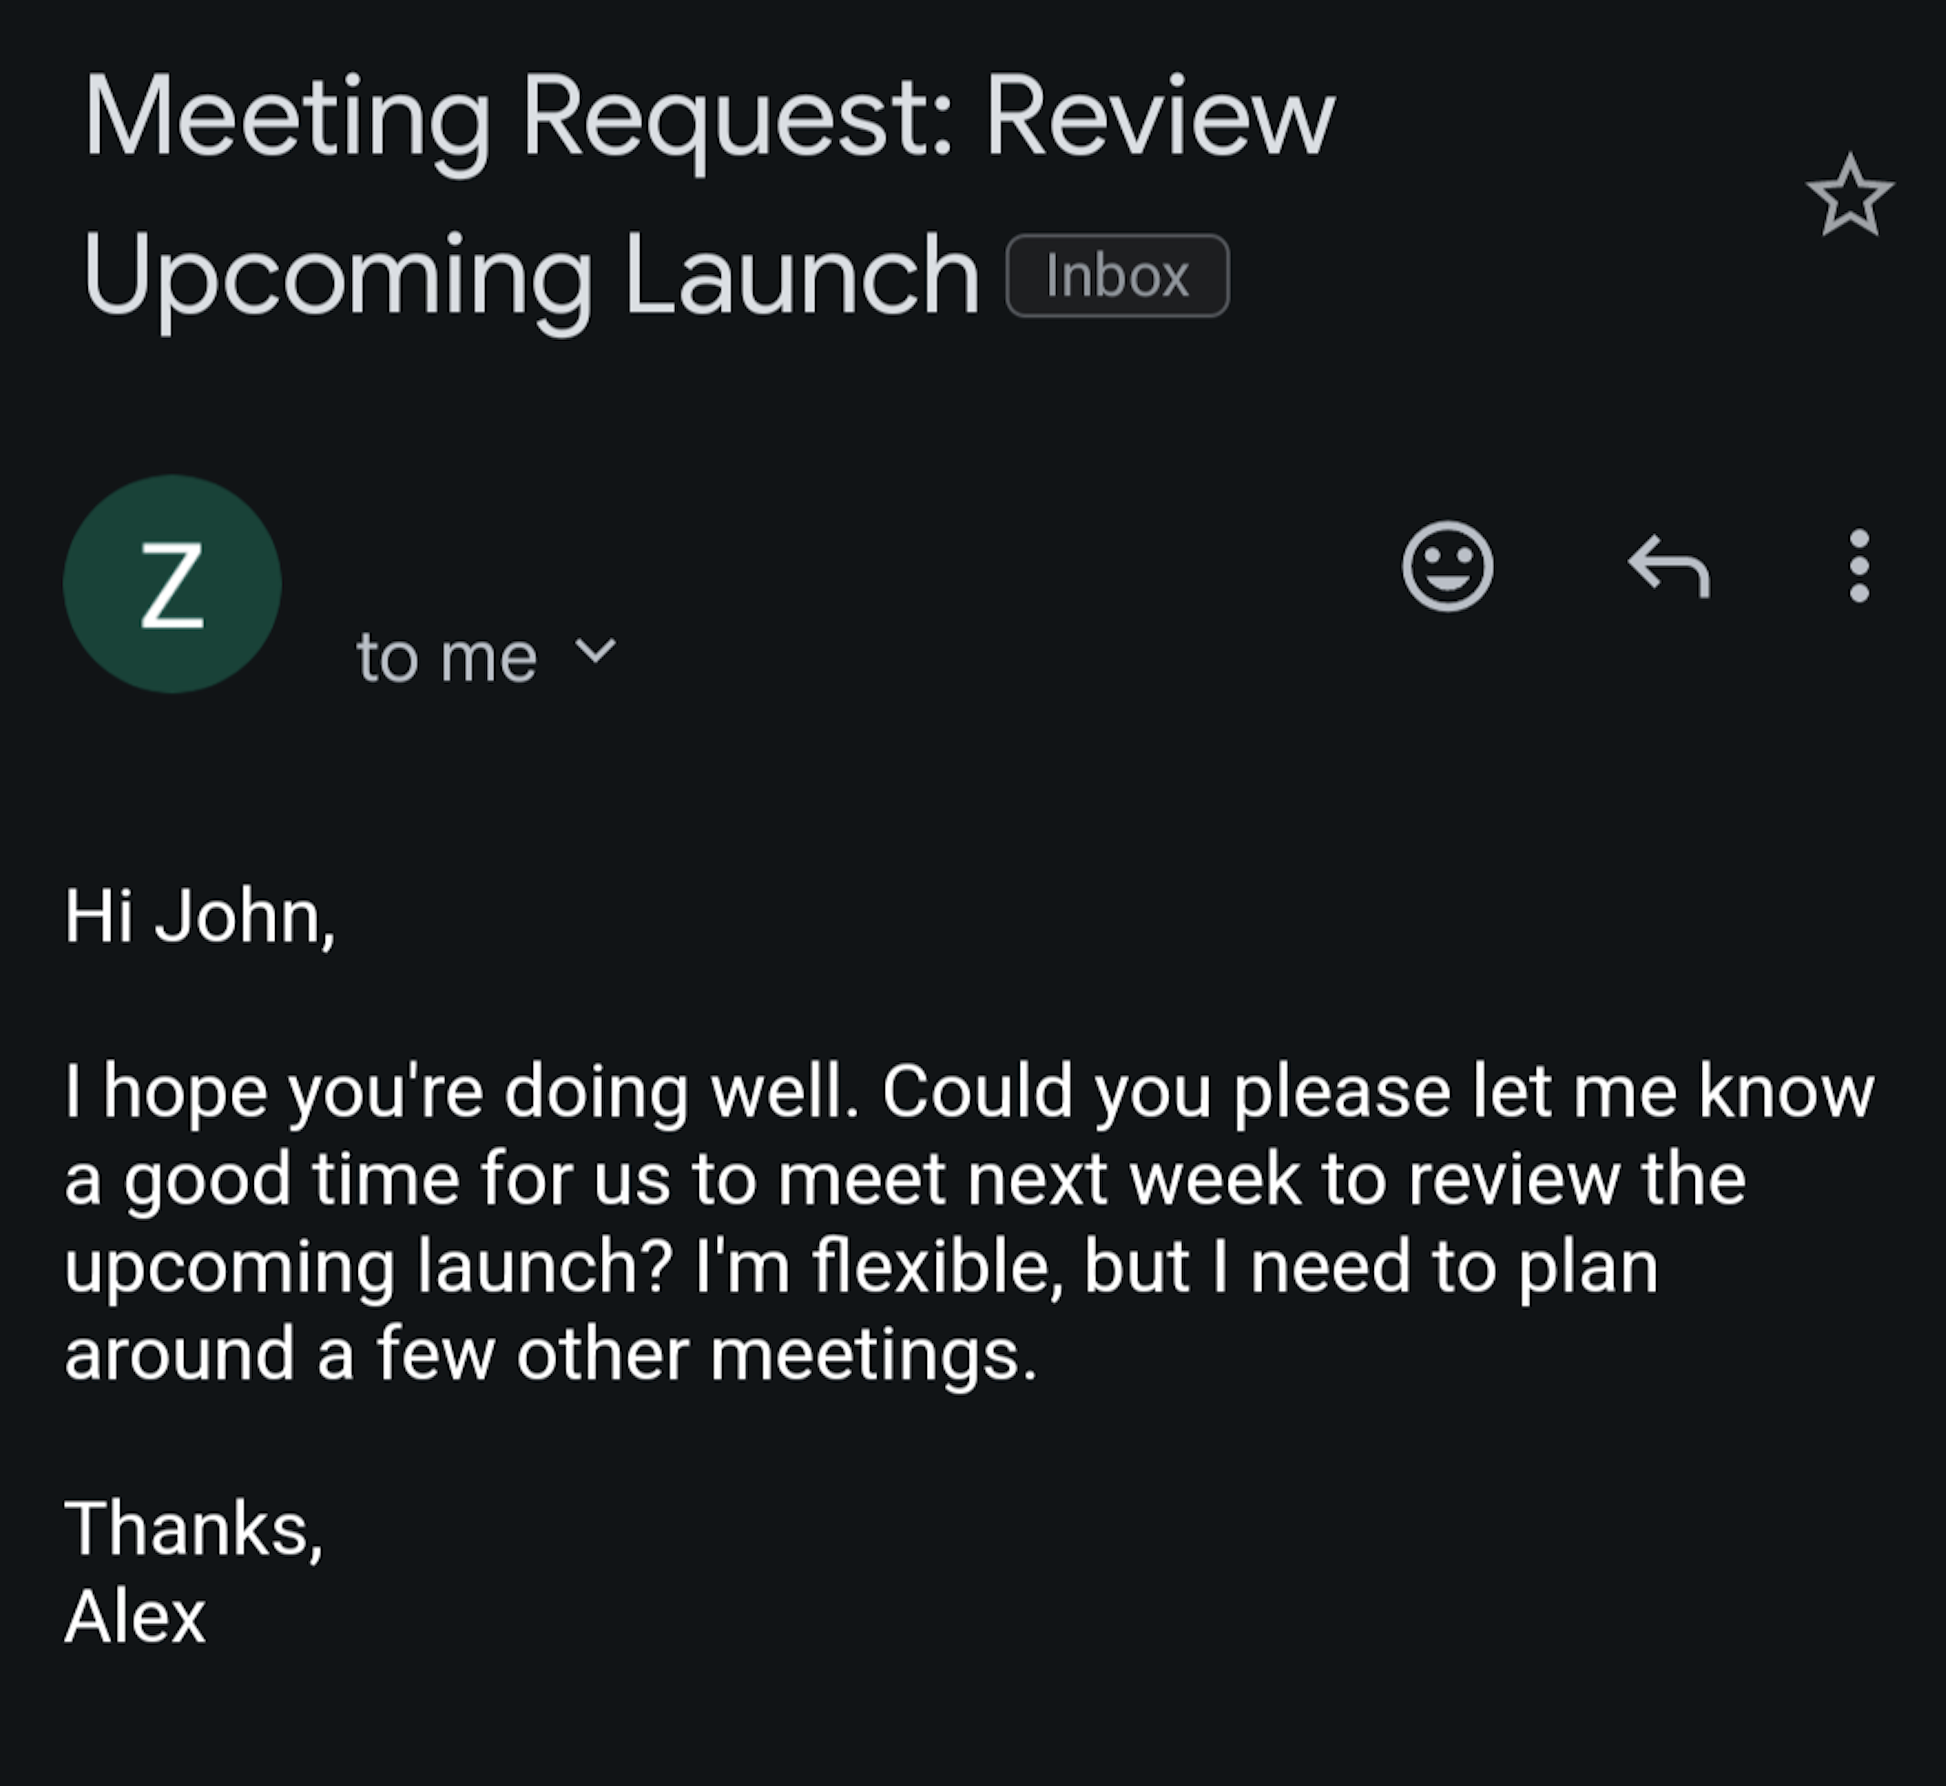 Meeting Request: Review
Upcoming Launch Inbox
Z
to me
Hi John,
I hope you're doing well. Could you please let me know
a good time for us to meet next week to review the
upcoming launch? I'm flexible, but I need to plan
around a few other meetings.
Thanks,
Alex